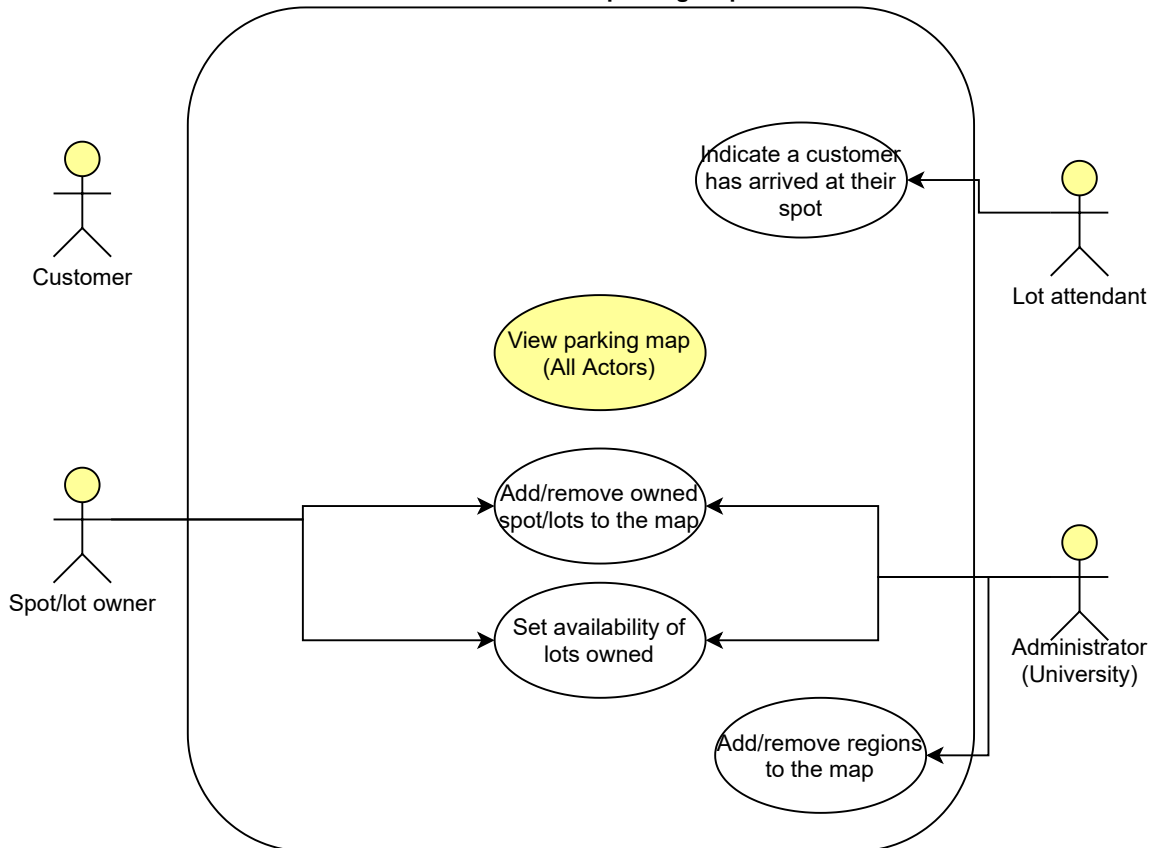 Indicate a customer
has arrived at their
spot
Customer
Lot attendant
View parking map
(All Actors)
Add/remove owned
spot/lots to the map
Spot/lot owner
Set availability of
lots owned
Administrator
(University)
Add/remove regions
to the map